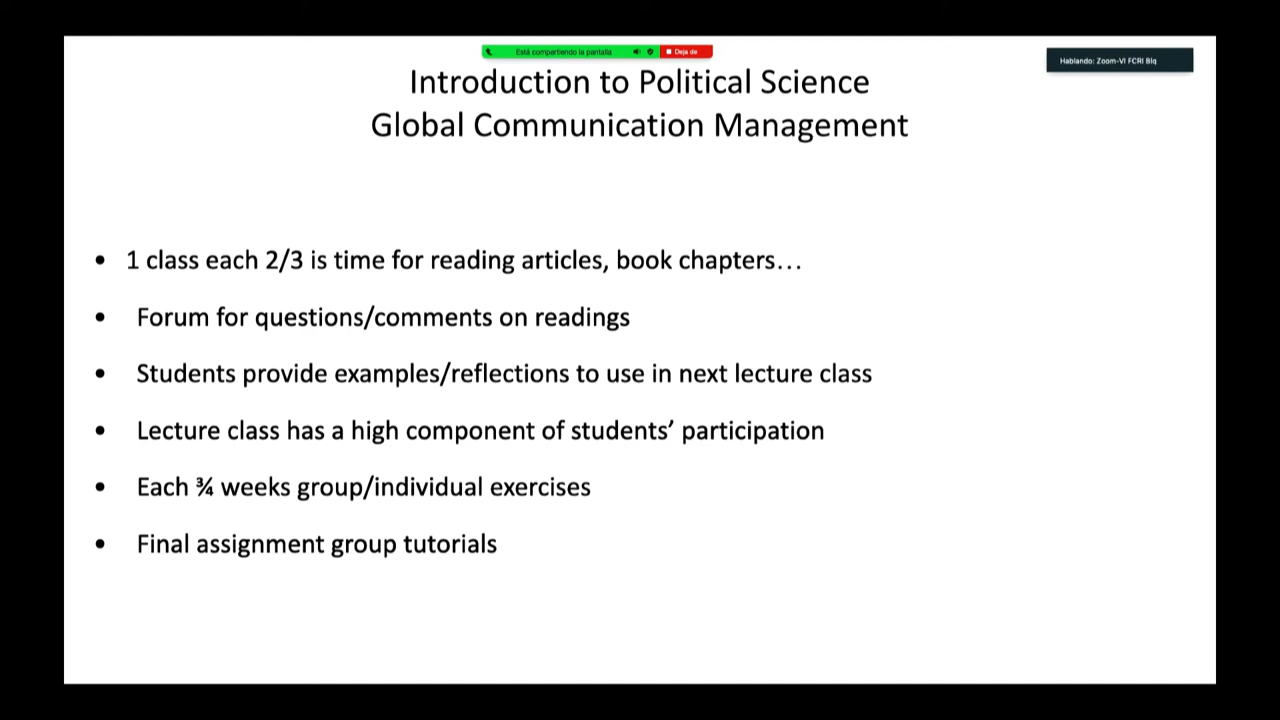 Está compartiendo la pantalla
Deja de
Hablando: Zoom-VI FCRI Blq
Introduction to Political Science
Global Communication Management
• 1 class each 2/3 is time for reading articles, book chapters…
• Forum for questions/comments on readings
• Students provide examples/reflections to use in next lecture class
• Lecture class has a high component of students’ participation
• Each ¾ weeks group/individual exercises
• Final assignment group tutorials